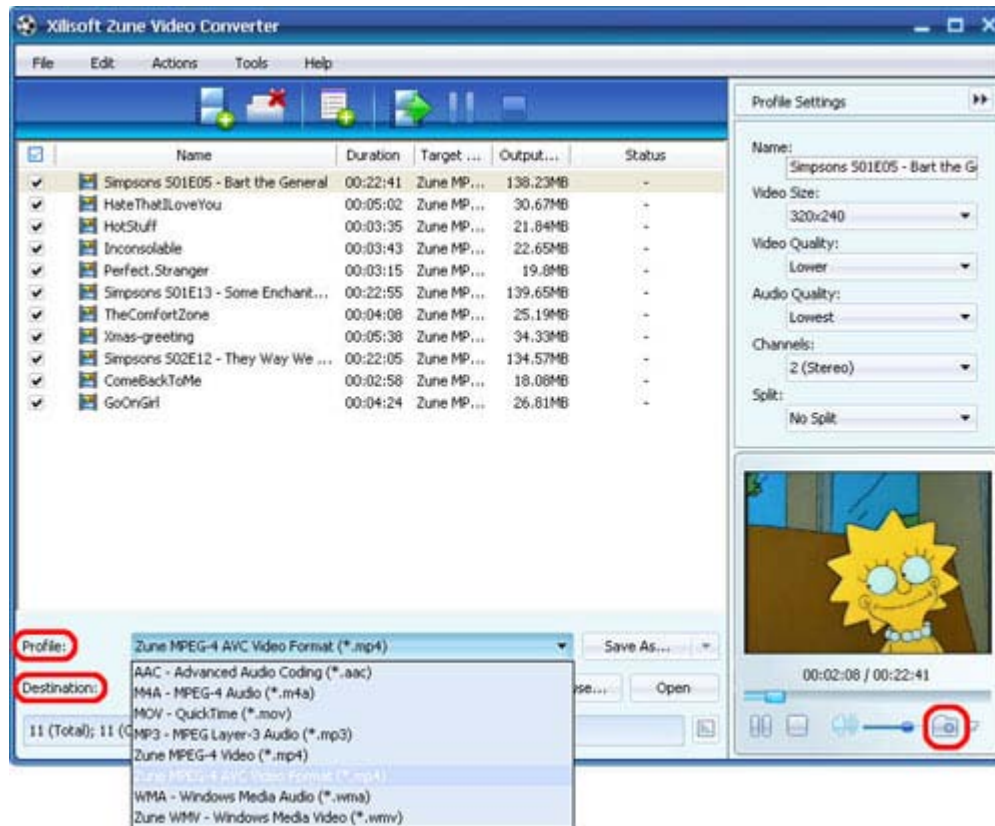 Xilisoft Zune Video Converter
File Edit Actions Tools Help
Profile Settings
Name Duration Target ... Output... Status
Simpsons S01E05 - Bart the General 00:22:41 Zune MP... 138.23MB -
HateThatILoveYou 00:05:02 Zune MP... 30.67MB -
HotStuff 00:03:35 Zune MP... 21.84MB -
Inconsolable 00:03:43 Zune MP... 22.65MB -
Perfect.Stranger 00:03:15 Zune MP... 19.8MB -
Simpsons S01E13 - Some Enchant... 00:22:55 Zune MP... 139.65MB -
TheComfortZone 00:04:08 Zune MP... 25.19MB -
Xmas-greeting 00:05:38 Zune MP... 34.33MB -
Simpsons S02E12 - They Way We ... 00:22:05 Zune MP... 134.57MB -
ComeBackToMe 00:02:58 Zune MP... 18.08MB -
GoOnGirl 00:04:24 Zune MP... 26.81MB -
Name:
Simpsons S01E05 - Bart the G
Video Size:
320x240
Video Quality:
Lower
Audio Quality:
Lowest
Channels:
2 (Stereo)
Split:
No Split
00:02:08 / 00:22:41
Profile: Zune MPEG-4 AVC Video Format (*.mp4) Save As...
Destination: se... Open
11 (Total); 11 (
AAC - Advanced Audio Coding (*.aac)
M4A - MPEG-4 Audio (*.m4a)
MOV - QuickTime (*.mov)
MP3 - MPEG Layer-3 Audio (*.mp3)
Zune MPEG-4 Video (*.mp4)
Zune MPEG-4 AVC Video Format (*.mp4)
WMA - Windows Media Audio (*.wma)
Zune WMV - Windows Media Video (*.wmv)